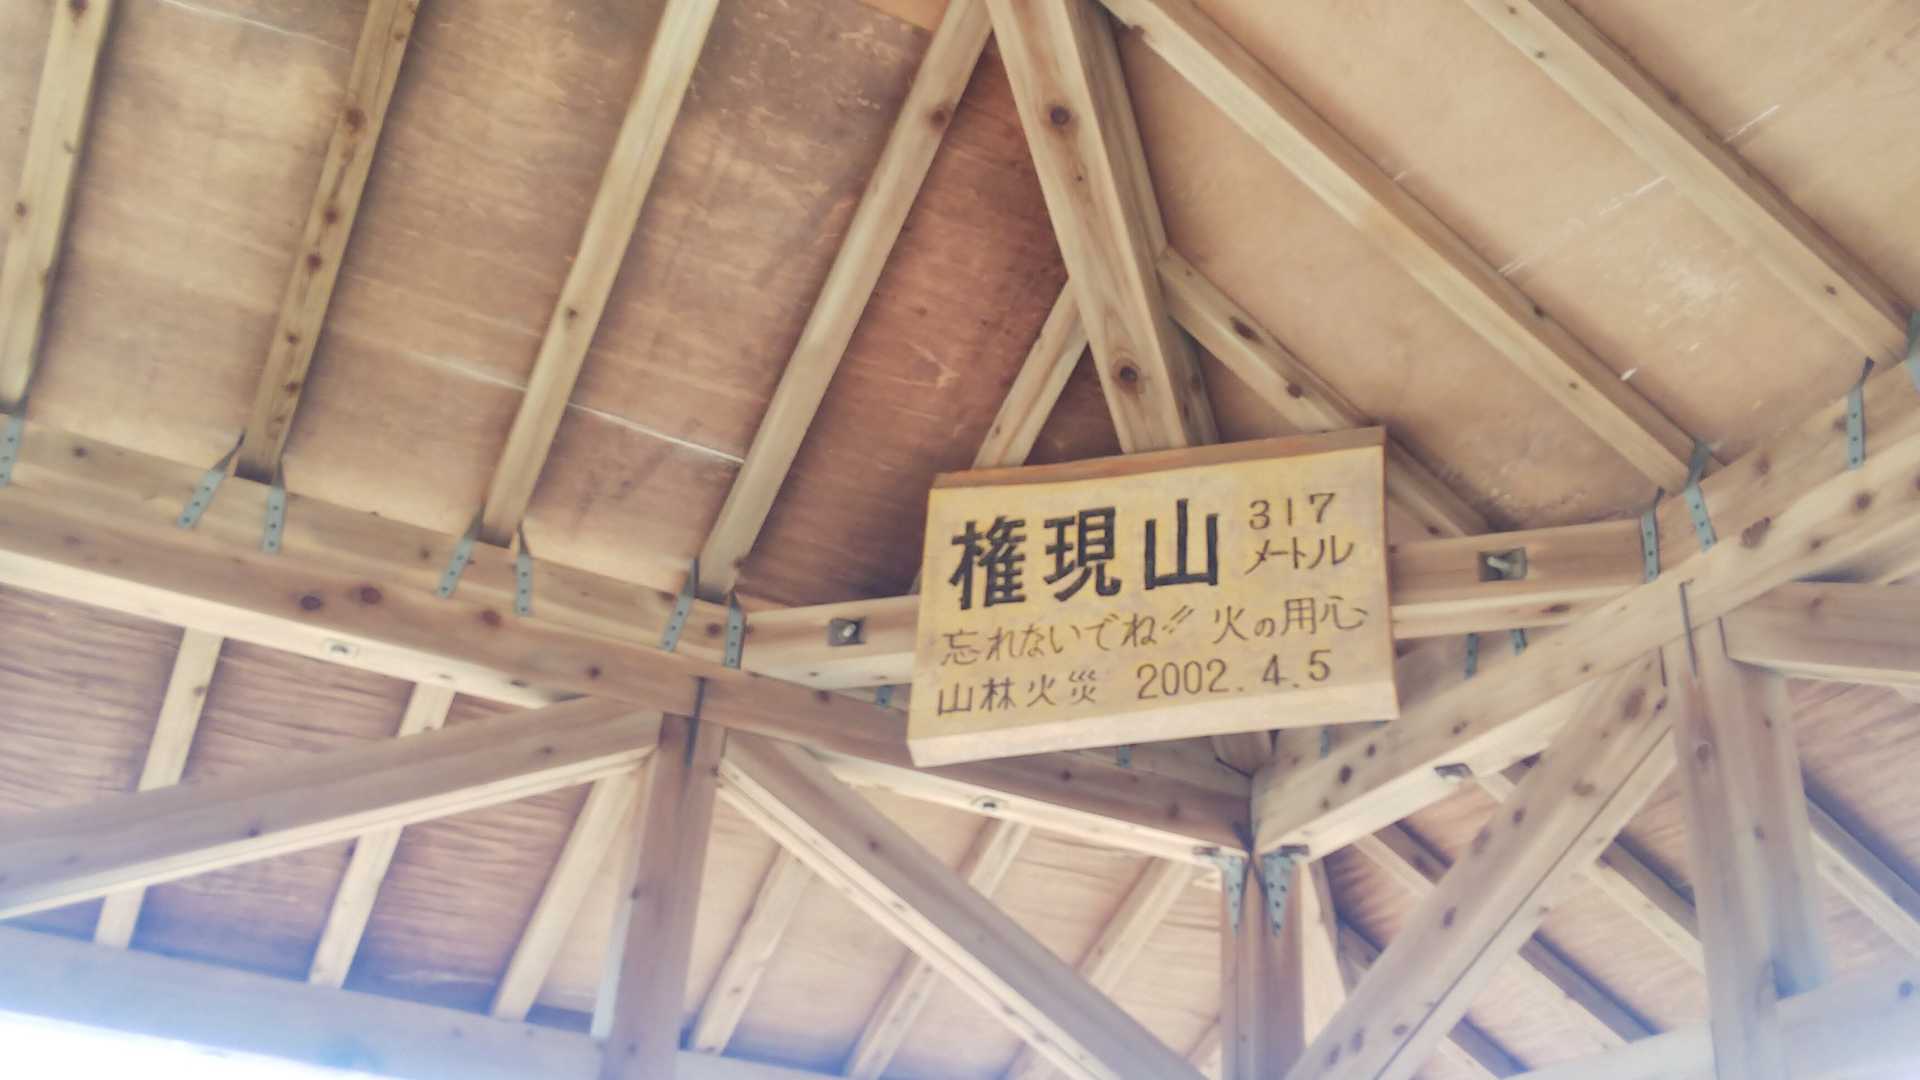 権現山 317
メートル
忘れないでね!! 火の用心
山林火災 2002.4.5